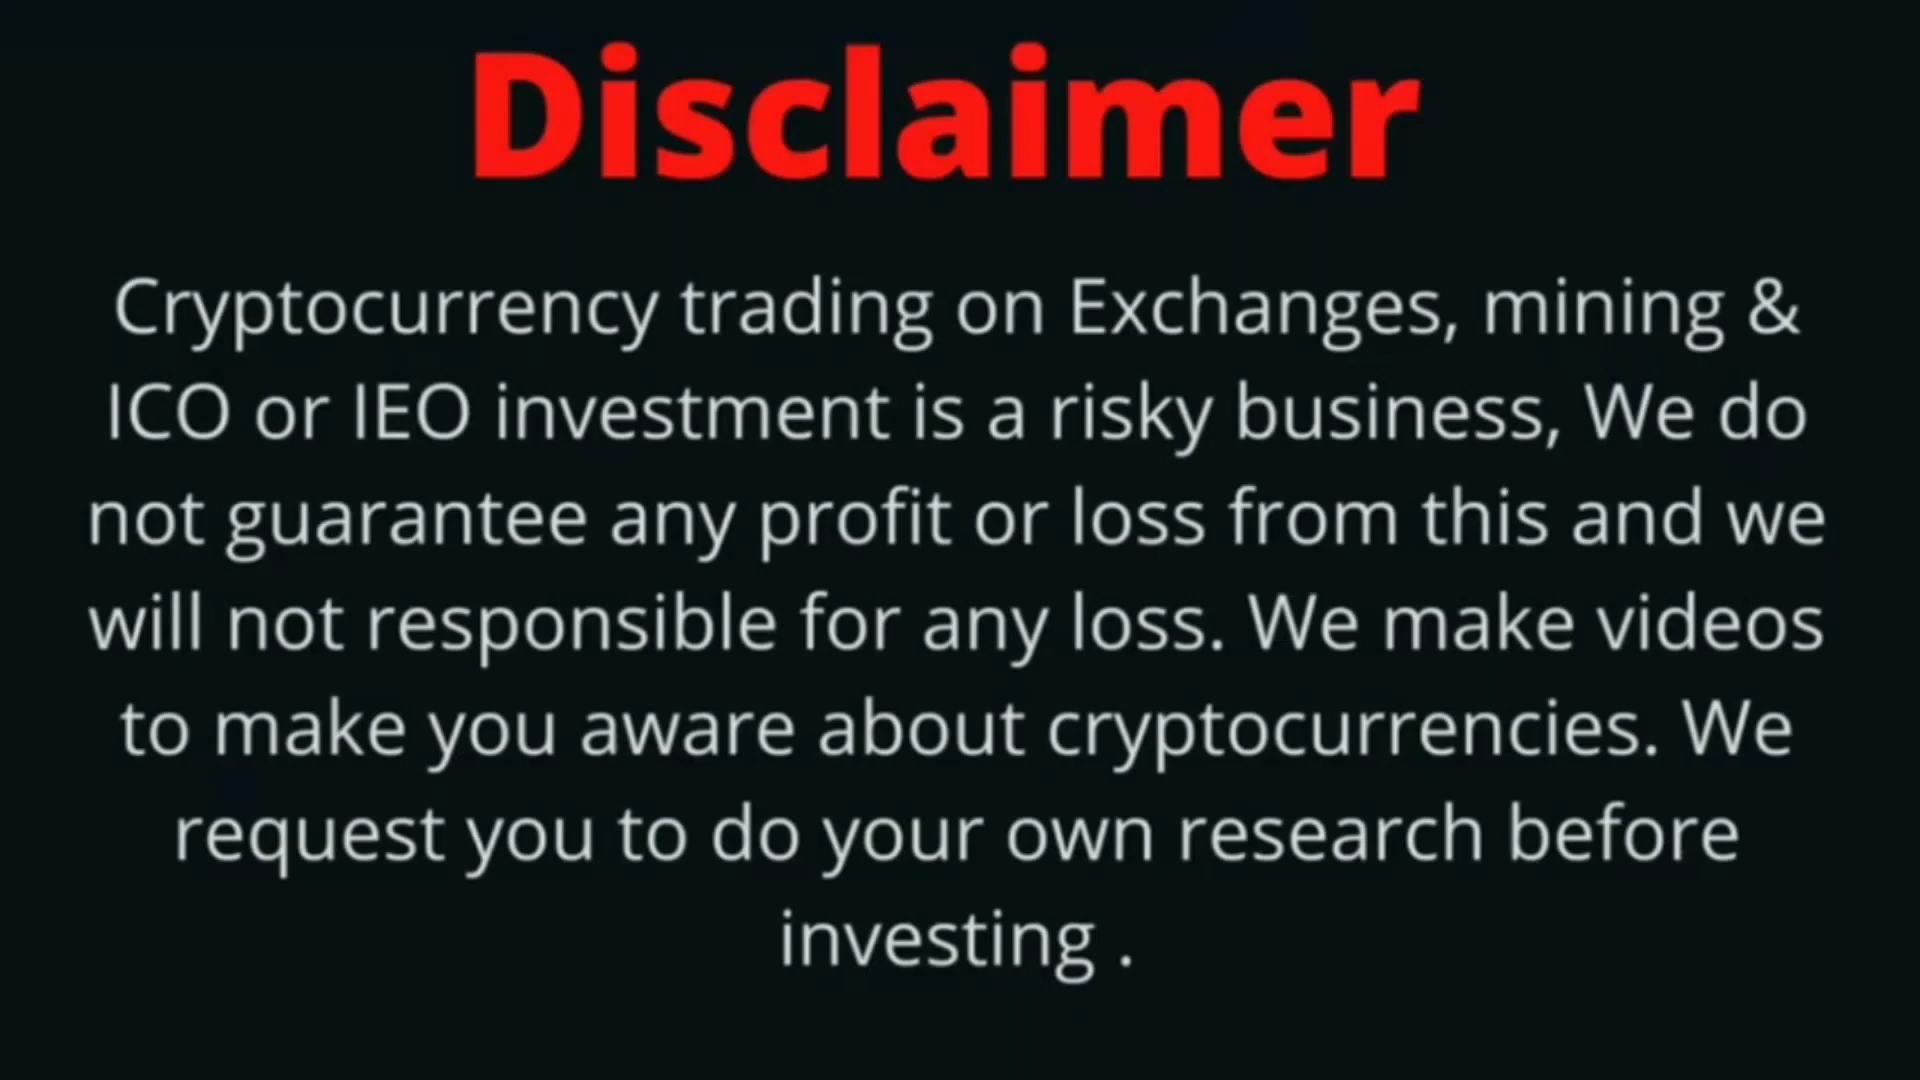 Disclaimer
Cryptocurrency trading on Exchanges, mining &
ICO or IEO investment is a risky business, We do
not guarantee any profit or loss from this and we
will not responsible for any loss. We make videos
to make you aware about cryptocurrencies. We
request you to do your own research before
investing .